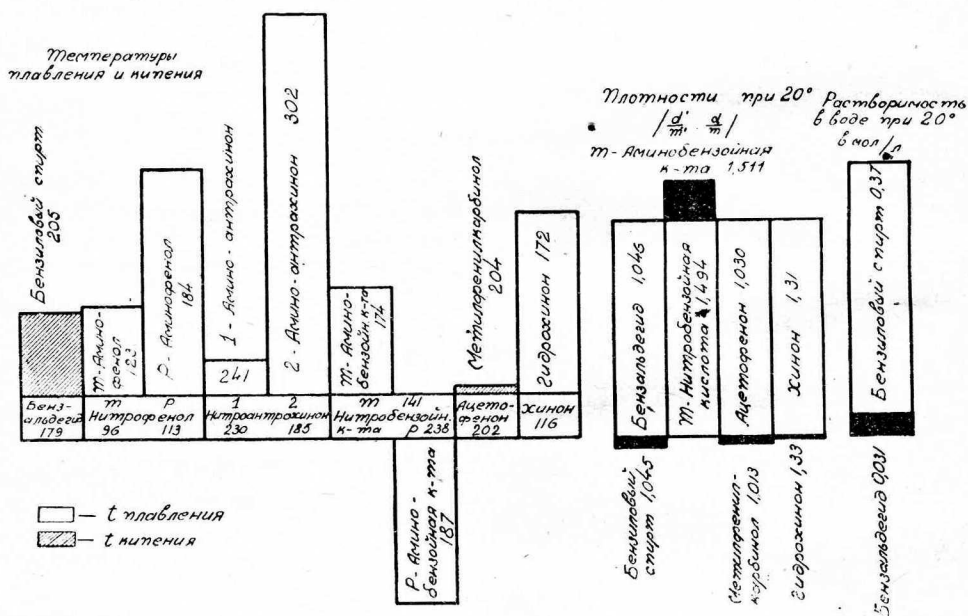 Температуры
плавления и кипения
Бензиловый спирт
205
m-Амино-
фенол
123
p-Аминофенол
184
1-Амино-антрахинон
241
2-Амино-антрахинон 302
m-Амино-
бензойн к-та
174
Метилфенилкарбинол
204
Гидрохинон 172
Бенз-
альдегид
179
m p
Нитрофенол
96 113
1 2
Нитроантрахинон
230 185
m 141
Нитробензойн.
к-та p 238
Ацето-
фенон
202
Хинон
116
p-Амино-
бензойная к-та
187
— t плавления
— t кипения
Плотности при 20°
/ d/m · d/m /
m-Аминобензойная
к-та 1,511
Бензальдегид 1,046
m-Нитробензойная
кислота 1,494
Ацетофенон 1,030
Хинон 1,31
Бензиловый
спирт 1,045
Метилфенил-
карбинол 1,013
Гидрохинон 1,33
Растворимость
в воде при 20°
в мол/л
Бензиловый спирт 0,37
Бензальдегид 0,031